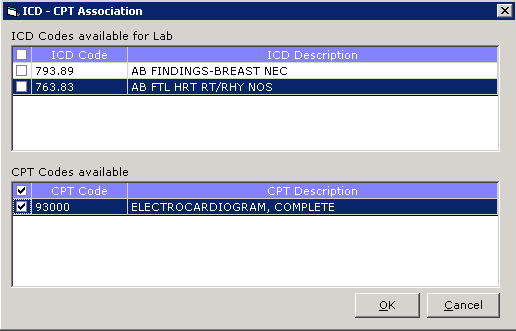 ICD - CPT Association
ICD Codes available for Lab
ICD Code ICD Description
793.89 AB FINDINGS-BREAST NEC
763.83 AB FTL HRT RT/RHY NOS
CPT Codes available
CPT Code CPT Description
93000 ELECTROCARDIOGRAM, COMPLETE
OK Cancel